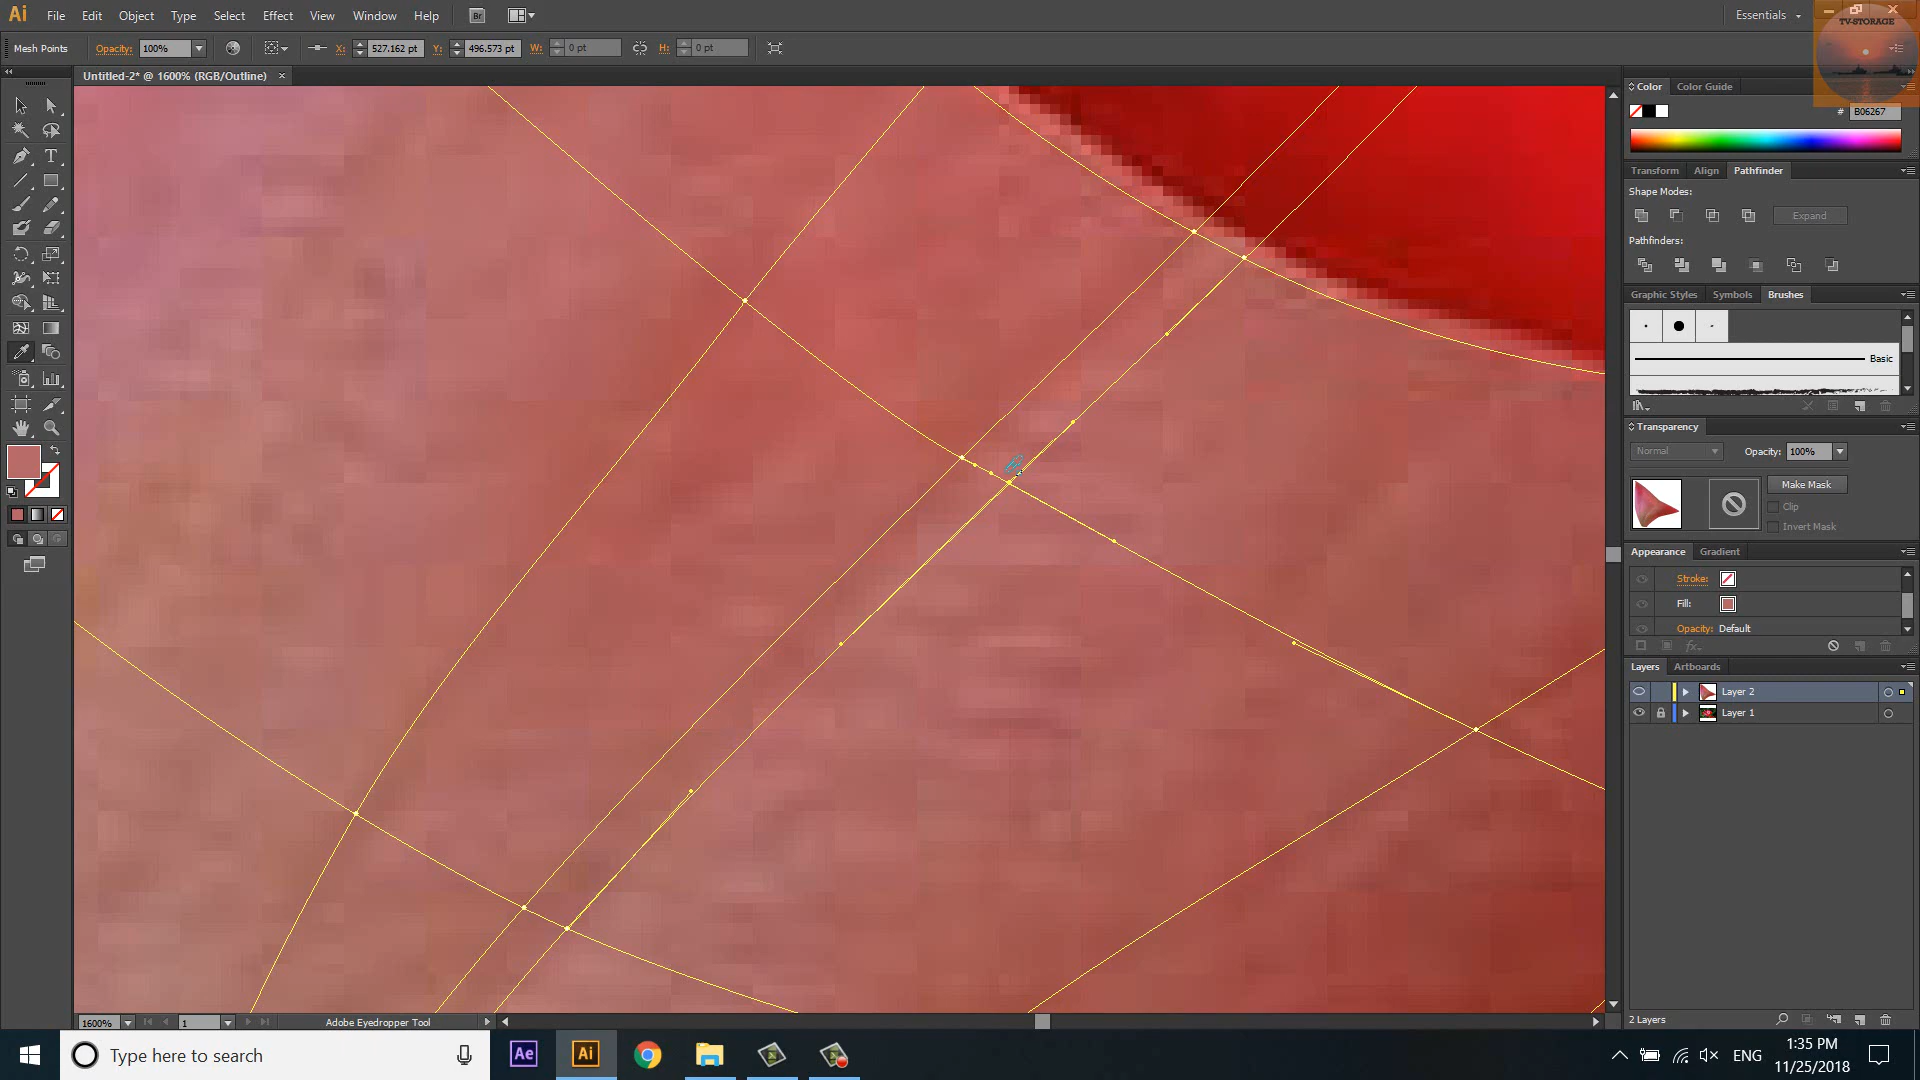 Ai File Edit Object Type Select Effect View Window Help Br Essentials
TV-STORAGE
Mesh Points Opacity: 100% X: 527.162 pt Y: 496.573 pt W: 0 pt H: 0 pt
Untitled-2* @ 1600% (RGB/Outline) ×
Color Color Guide
# B06267
Transform Align Pathfinder
Shape Modes:
Expand
Pathfinders:
Graphic Styles Symbols Brushes
Basic
Transparency
Normal Opacity: 100%
Make Mask
Clip
Invert Mask
Appearance Gradient
Stroke:
Fill:
Opacity: Default
fx
Layers Artboards
Layer 2
Layer 1
2 Layers
1600% 1 Adobe Eyedropper Tool
Type here to search
Ae Ai
ENG 1:35 PM
11/25/2018